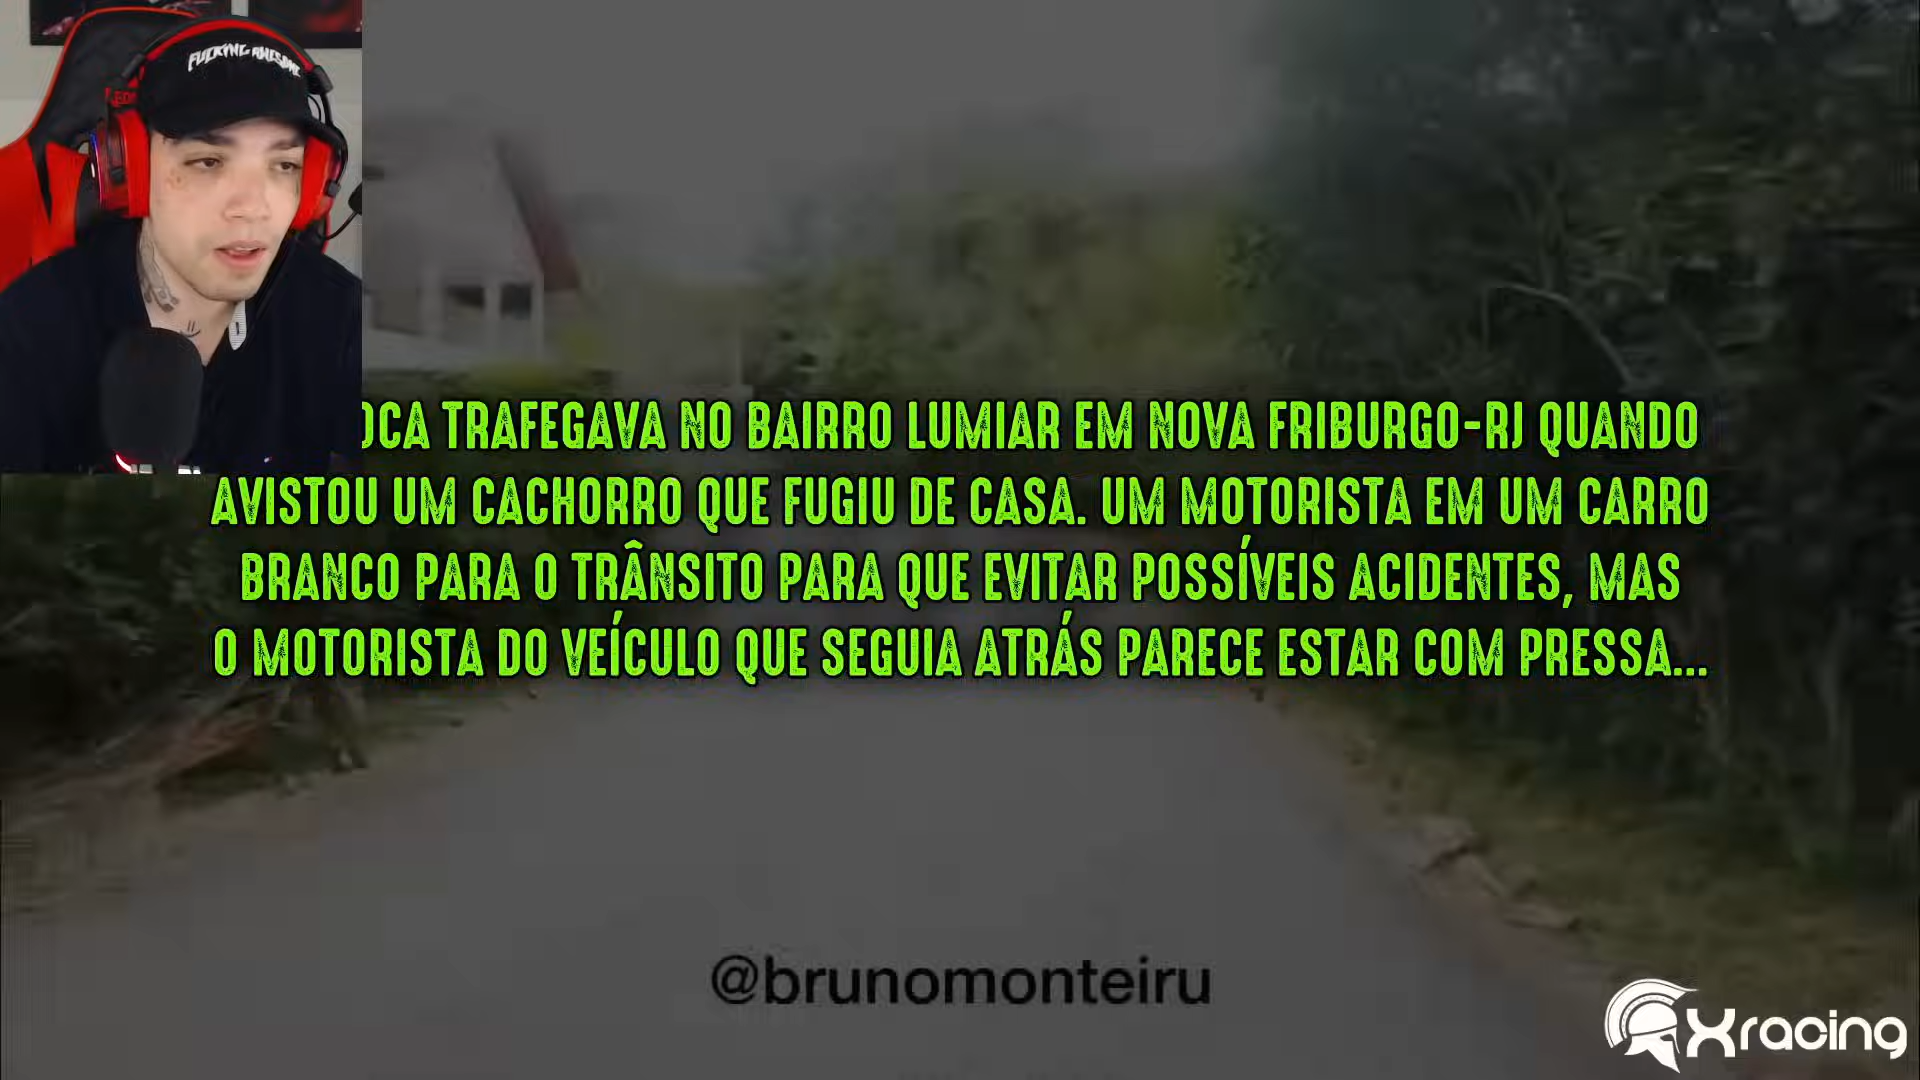 FUCKING AWESOME
TRAFEGAVA NO BAIRRO LUMIAR EM NOVA FRIBURGO-RJ QUANDO
AVISTOU UM CACHORRO QUE FUGIU DE CASA. UM MOTORISTA EM UM CARRO
BRANCO PARA O TRÂNSITO PARA QUE EVITAR POSSÍVEIS ACIDENTES, MAS
O MOTORISTA DO VEÍCULO QUE SEGUIA ATRÁS PARECE ESTAR COM PRESSA...
@brunomonteiru
Xracing